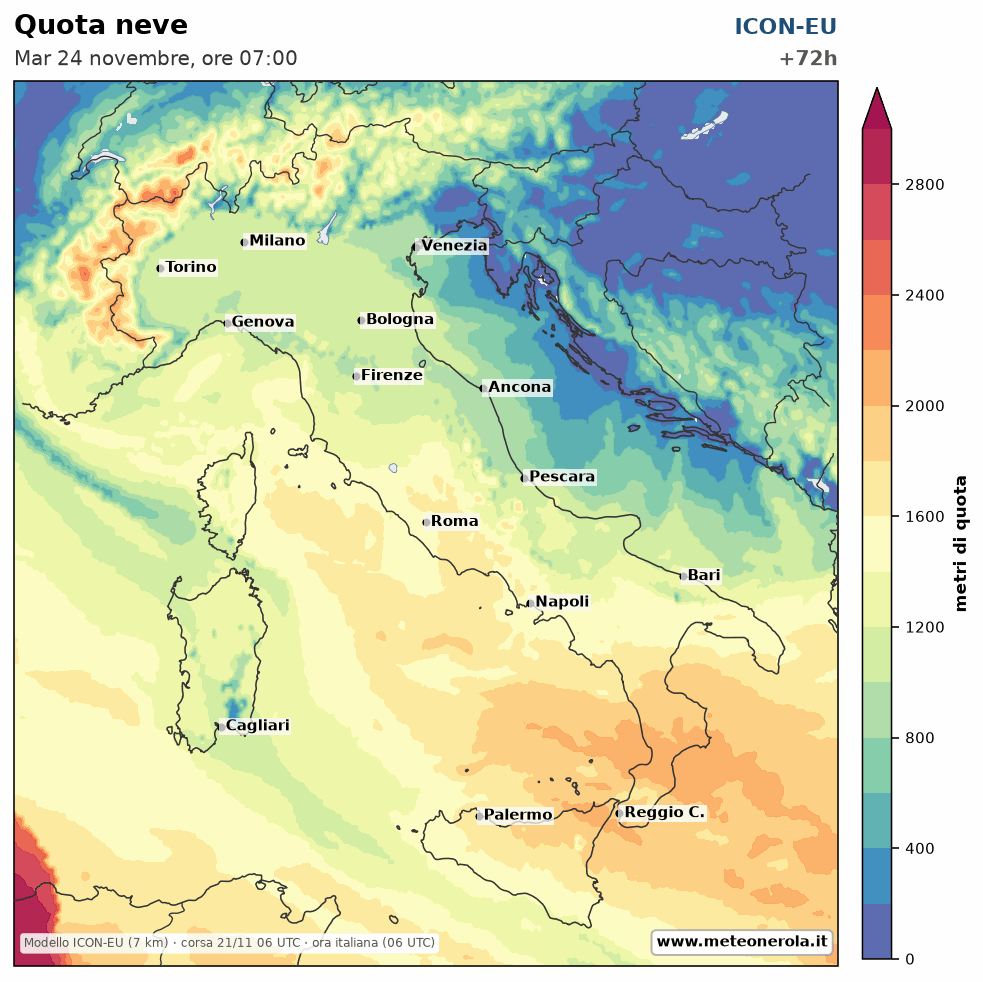 Quota neve
ICON-EU
Mar 24 novembre, ore 07:00
+72h
Milano
Venezia
Torino
Genova
Bologna
Firenze
Ancona
Pescara
Roma
Bari
Napoli
Cagliari
Palermo
Reggio C.
2800
2400
2000
1600
1200
800
400
0
metri di quota
Modello ICON-EU (7 km) · corsa 21/11 06 UTC · ora italiana (06 UTC)
www.meteonerola.it